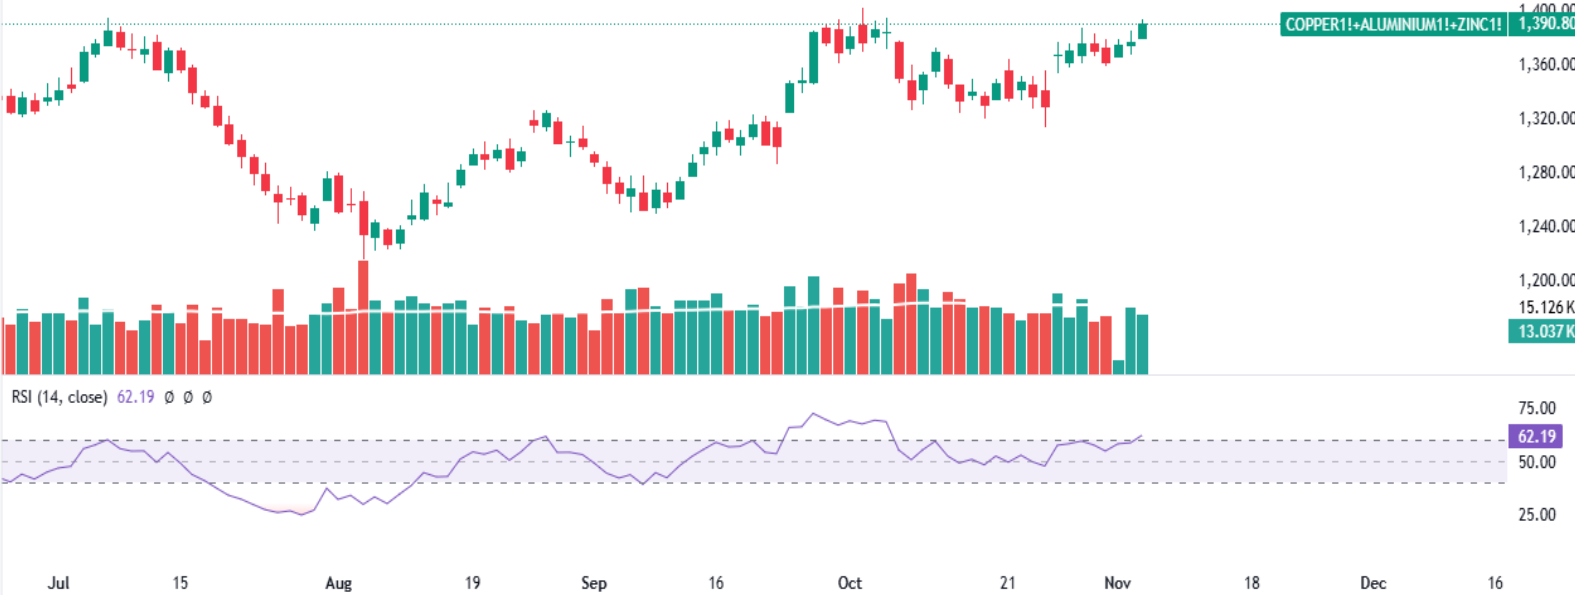 1,400.00
COPPER1!+ALUMINIUM1!+ZINC1! 1,390.80
1,360.00
1,320.00
1,280.00
1,240.00
1,200.00
15.126K
13.037K
RSI (14, close) 62.19 Ø Ø Ø
75.00
62.19
50.00
25.00
Jul 15 Aug 19 Sep 16 Oct 21 Nov 18 Dec 16